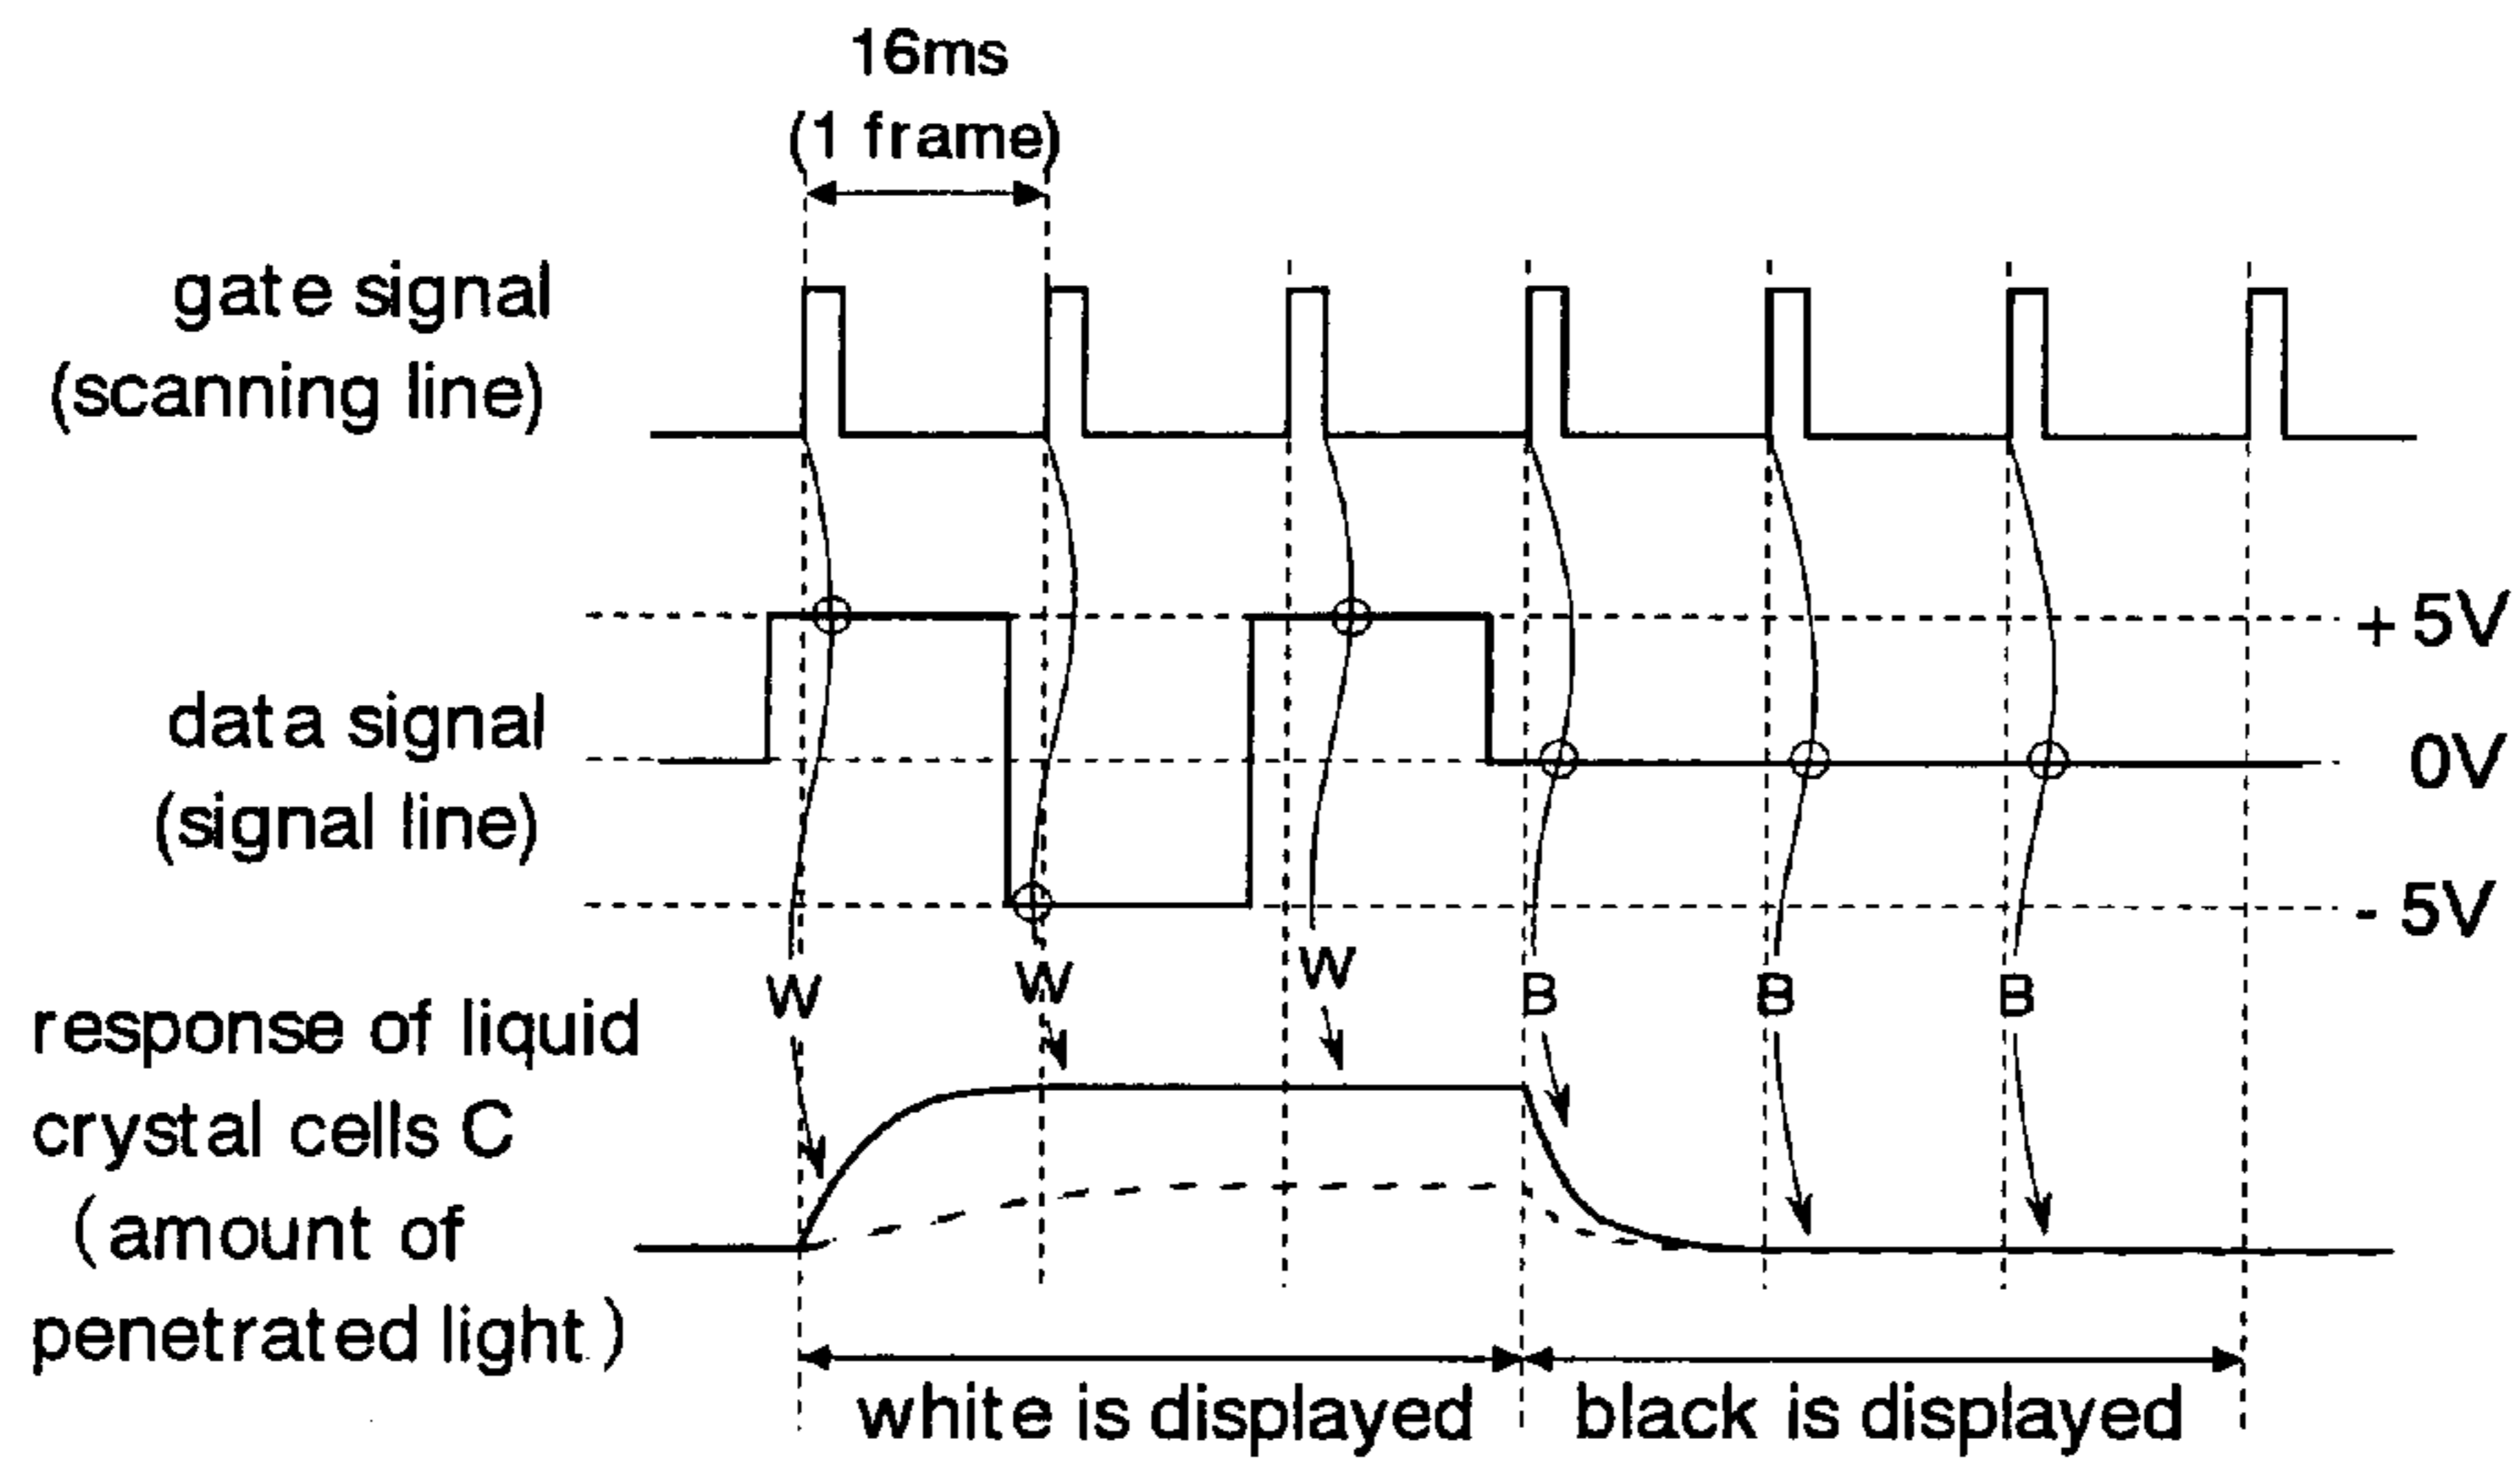 16ms
(1 frame)
gate signal
(scanning line)
+5V
data signal
0V
(signal line)
- 5V
W W W B B B
response of liquid
crystal cells C
(amount of
penetrated light)
white is displayed black is displayed